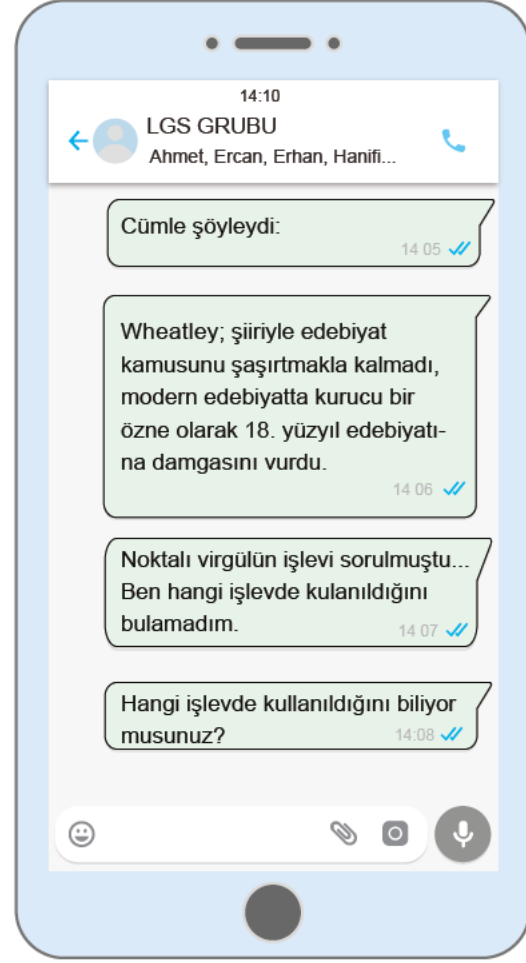 14:10
LGS GRUBU
Ahmet, Ercan, Erhan, Hanifi...
Cümle şöyleydi:
14 05
Wheatley; şiiriyle edebiyat
kamusunu şaşırtmakla kalmadı,
modern edebiyatta kurucu bir
özne olarak 18. yüzyıl edebiyatı-
na damgasını vurdu.
14 06
Noktalı virgülün işlevi sorulmuştu...
Ben hangi işlevde kulanıldığını
bulamadım.
14 07
Hangi işlevde kullanıldığını biliyor
musunuz?
14:08